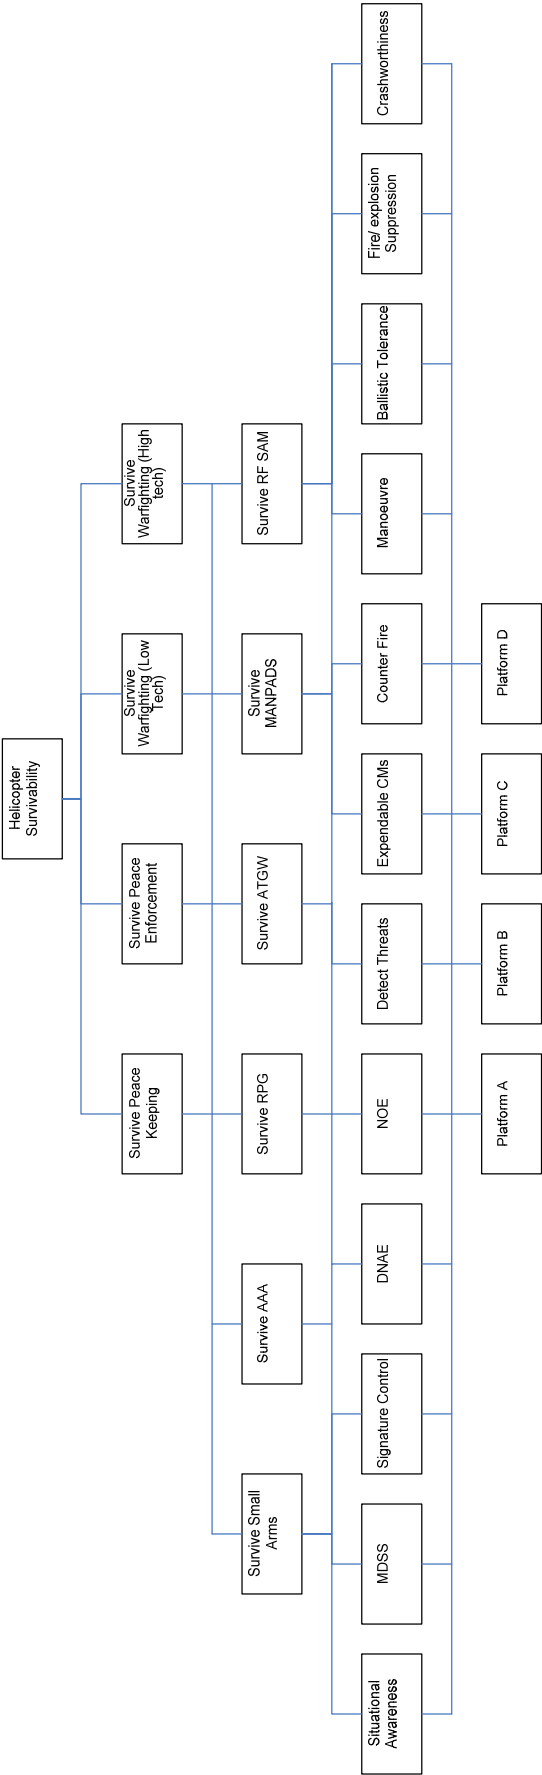 Helicopter
Survivability
Survive Peace
Keeping
Survive Peace
Enforcement
Survive
Warfighting (Low
Tech)
Survive
Warfighting (High
tech)
Survive Small
Arms
Survive AAA
Survive RPG
Survive ATGW
Survive
MANPADS
Survive RF SAM
Situational
Awareness
MDSS
Signature Control
DNAE
NOE
Detect Threats
Expendable CMs
Counter Fire
Manoeuvre
Ballistic Tolerance
Fire/ explosion
Suppression
Crashworthiness
Platform A
Platform B
Platform C
Platform D